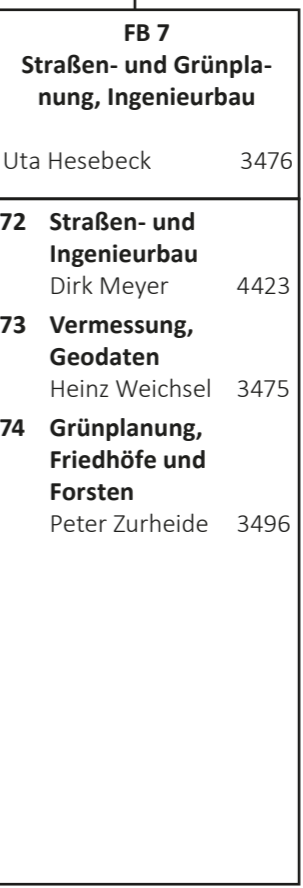 FB 7
Straßen- und Grünpla-
nung, Ingenieurbau
Uta Hesebeck 3476
72 Straßen- und
Ingenieurbau
Dirk Meyer 4423
73 Vermessung,
Geodaten
Heinz Weichsel 3475
74 Grünplanung,
Friedhöfe und
Forsten
Peter Zurheide 3496